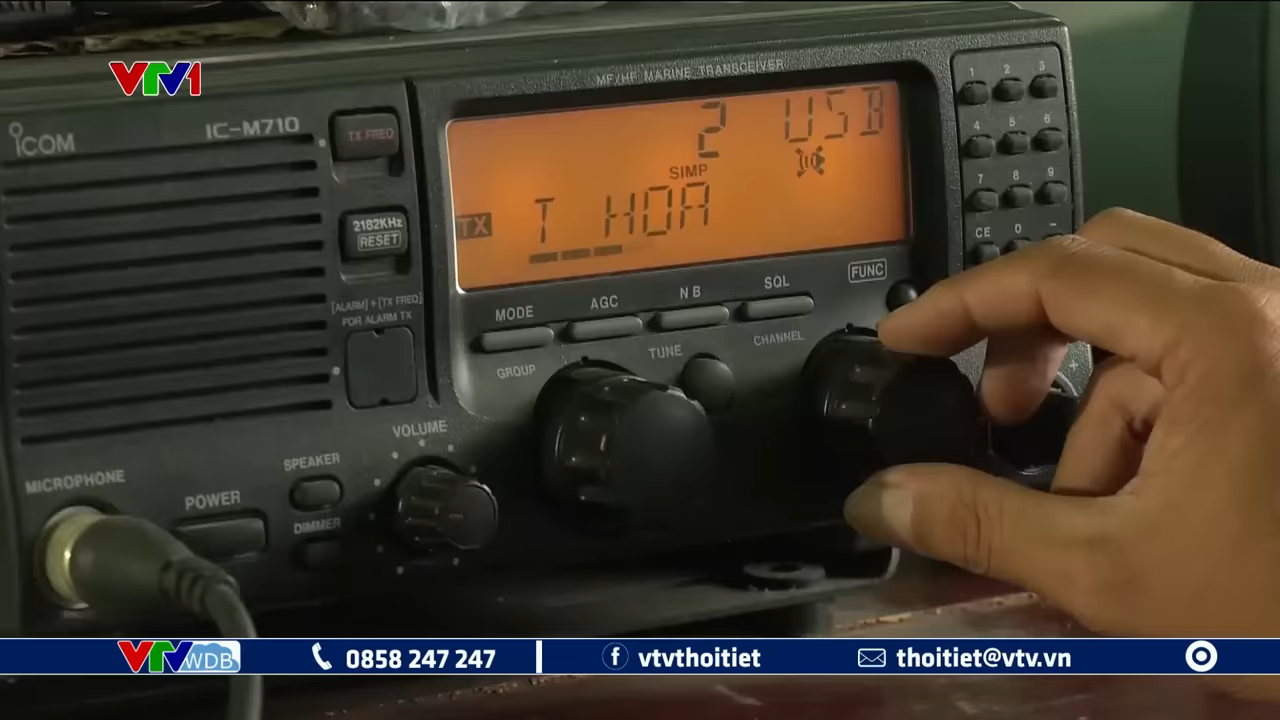 VTV1
MF/HF MARINE TRANSCEIVER
ICOM
IC-M710
TX FREQ
2182KHz
RESET
[ALARM]+[TX FREQ]
FOR ALARM TX
2 USB
SIMP
TX
T HOA
1 2 3
4 5 6
7 8 9
CE 0 −
+
MODE AGC NB SQL FUNC
GROUP TUNE CHANNEL
VOLUME
MICROPHONE
POWER
SPEAKER
DIMMER
VTV WDB 0858 247 247 vtvthoitiet thoitiet@vtv.vn